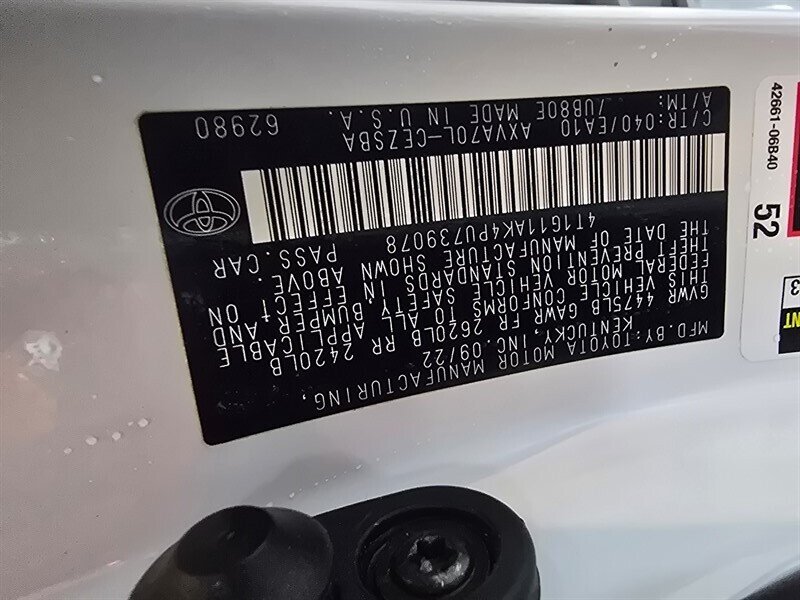 MFD.BY:TOYOTA MOTOR MANUFACTURING,
KENTUCKY, INC. 09/22
GVWR 4475LB GAWR FR 2620LB RR 2420LB
THIS VEHICLE CONFORMS TO ALL APPLICABLE
FEDERAL MOTOR VEHICLE SAFETY, BUMPER, AND
THEFT PREVENTION STANDARDS IN EFFECT ON
THE DATE OF MANUFACTURE SHOWN ABOVE.
4T1G11AK4PU739078 PASS.CAR
C/TR:040/EA10 AXVA70L-CEZSBA 62980
A/TM: /UB80E MADE IN U.S.A.
42661-06B40
52